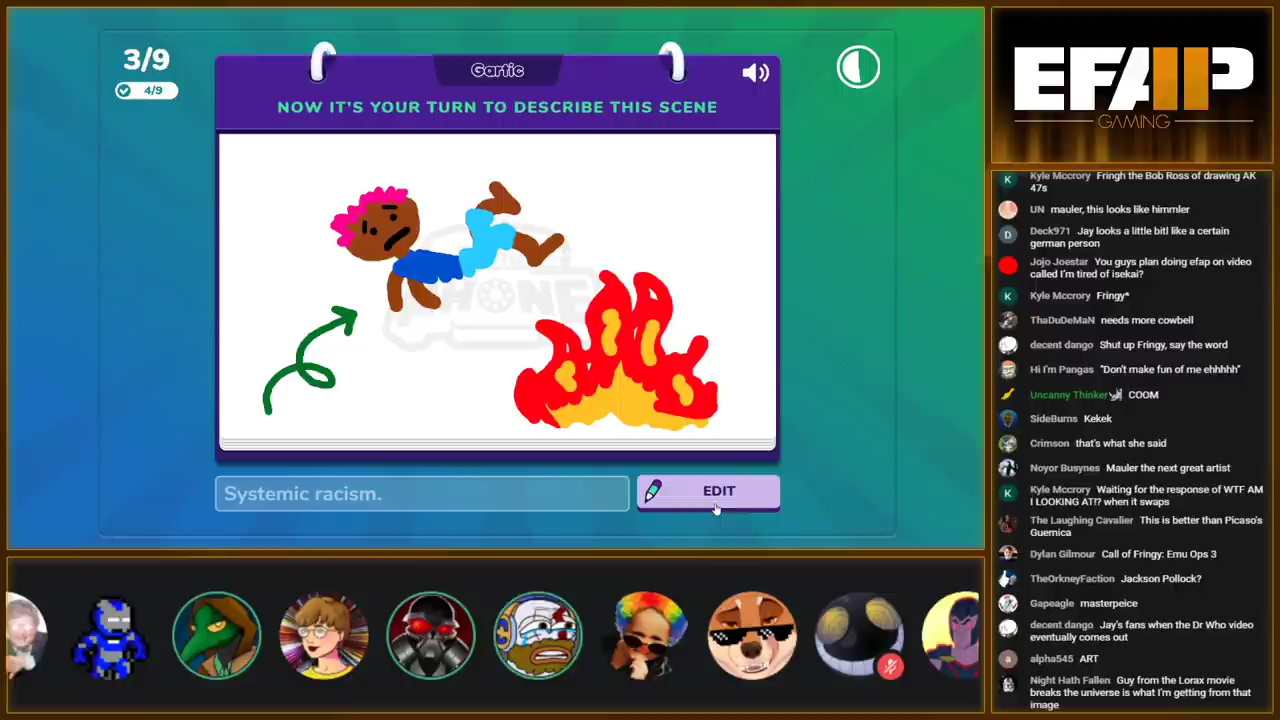 3/9
4/9
Gartic
NOW IT'S YOUR TURN TO DESCRIBE THIS SCENE
PHONE
Systemic racism.
EDIT
EFAP
GAMING
K Kyle Mccrory Fringh the Bob Ross of drawing AK
47s
UN mauler, this looks like himmler
D Deck971 Jay looks a little bitl like a certain
german person
Jojo Joestar You guys plan doing efap on video
called I'm tired of isekai?
K Kyle Mccrory Fringy*
ThaDuDeMaN needs more cowbell
decent dango Shut up Fringy, say the word
Hi I'm Pangas "Don't make fun of me ehhhhh"
Uncanny Thinker COOM
SideBurns Kekek
Crimson that's what she said
Noyor Busynes Mauler the next great artist
K Kyle Mccrory Waiting for the response of WTF AM
I LOOKING AT!? when it swaps
The Laughing Cavalier This is better than Picaso's
Guernica
Dylan Gilmour Call of Fringy: Emu Ops 3
TheOrkneyFaction Jackson Pollock?
Gapeagle masterpeice
decent dango Jay's fans when the Dr Who video
eventually comes out
a alpha545 ART
Night Hath Fallen Guy from the Lorax movie
breaks the universe is what I'm getting from that
image